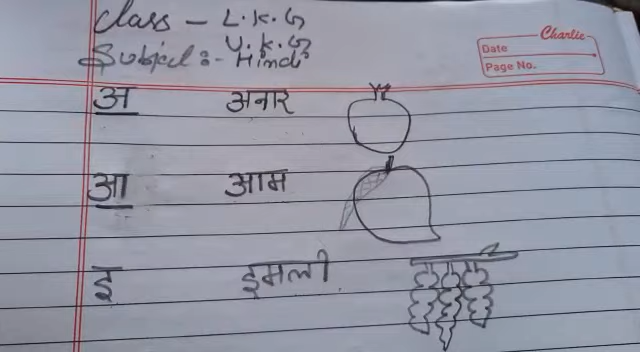 Class - L.K.G
U.K.G
Subject:- Hindi
Charlie
Date
Page No.
अ अनार
आ आम
इ इमली